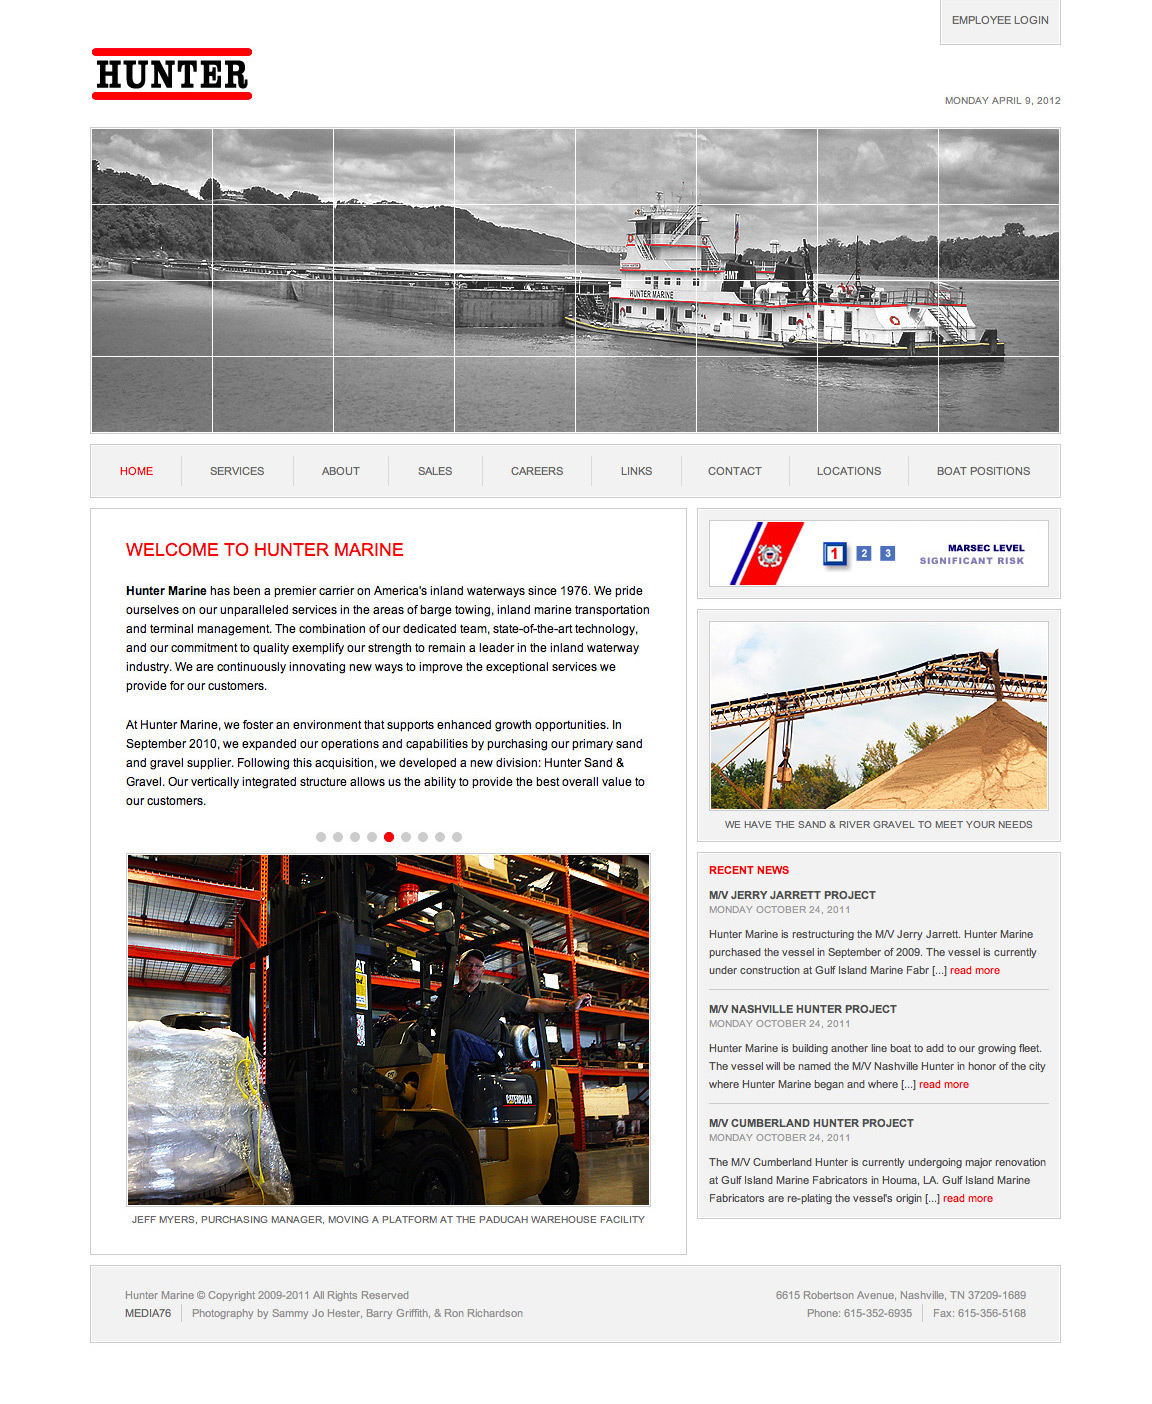 EMPLOYEE LOGIN
HUNTER
MONDAY APRIL 9, 2012
HMT
HUNTER MARINE
HOME SERVICES ABOUT SALES CAREERS LINKS CONTACT LOCATIONS BOAT POSITIONS
WELCOME TO HUNTER MARINE
Hunter Marine has been a premier carrier on America's inland waterways since 1976. We pride
ourselves on our unparalleled services in the areas of barge towing, inland marine transportation
and terminal management. The combination of our dedicated team, state-of-the-art technology,
and our commitment to quality exemplify our strength to remain a leader in the inland waterway
industry. We are continuously innovating new ways to improve the exceptional services we
provide for our customers.
At Hunter Marine, we foster an environment that supports enhanced growth opportunities. In
September 2010, we expanded our operations and capabilities by purchasing our primary sand
and gravel supplier. Following this acquisition, we developed a new division: Hunter Sand &
Gravel. Our vertically integrated structure allows us the ability to provide the best overall value to
our customers.
CATERPILLAR
JEFF MYERS, PURCHASING MANAGER, MOVING A PLATFORM AT THE PADUCAH WAREHOUSE FACILITY
1 2 3
MARSEC LEVEL
SIGNIFICANT RISK
WE HAVE THE SAND & RIVER GRAVEL TO MEET YOUR NEEDS
RECENT NEWS
M/V JERRY JARRETT PROJECT
MONDAY OCTOBER 24, 2011
Hunter Marine is restructuring the M/V Jerry Jarrett. Hunter Marine
purchased the vessel in September of 2009. The vessel is currently
under construction at Gulf Island Marine Fabr [...] read more
M/V NASHVILLE HUNTER PROJECT
MONDAY OCTOBER 24, 2011
Hunter Marine is building another line boat to add to our growing fleet.
The vessel will be named the M/V Nashville Hunter in honor of the city
where Hunter Marine began and where [...] read more
M/V CUMBERLAND HUNTER PROJECT
MONDAY OCTOBER 24, 2011
The M/V Cumberland Hunter is currently undergoing major renovation
at Gulf Island Marine Fabricators in Houma, LA. Gulf Island Marine
Fabricators are re-plating the vessel's origin [...] read more
Hunter Marine © Copyright 2009-2011 All Rights Reserved
MEDIA76 Photography by Sammy Jo Hester, Barry Griffith, & Ron Richardson
6615 Robertson Avenue, Nashville, TN 37209-1689
Phone: 615-352-6935 Fax: 615-356-5168